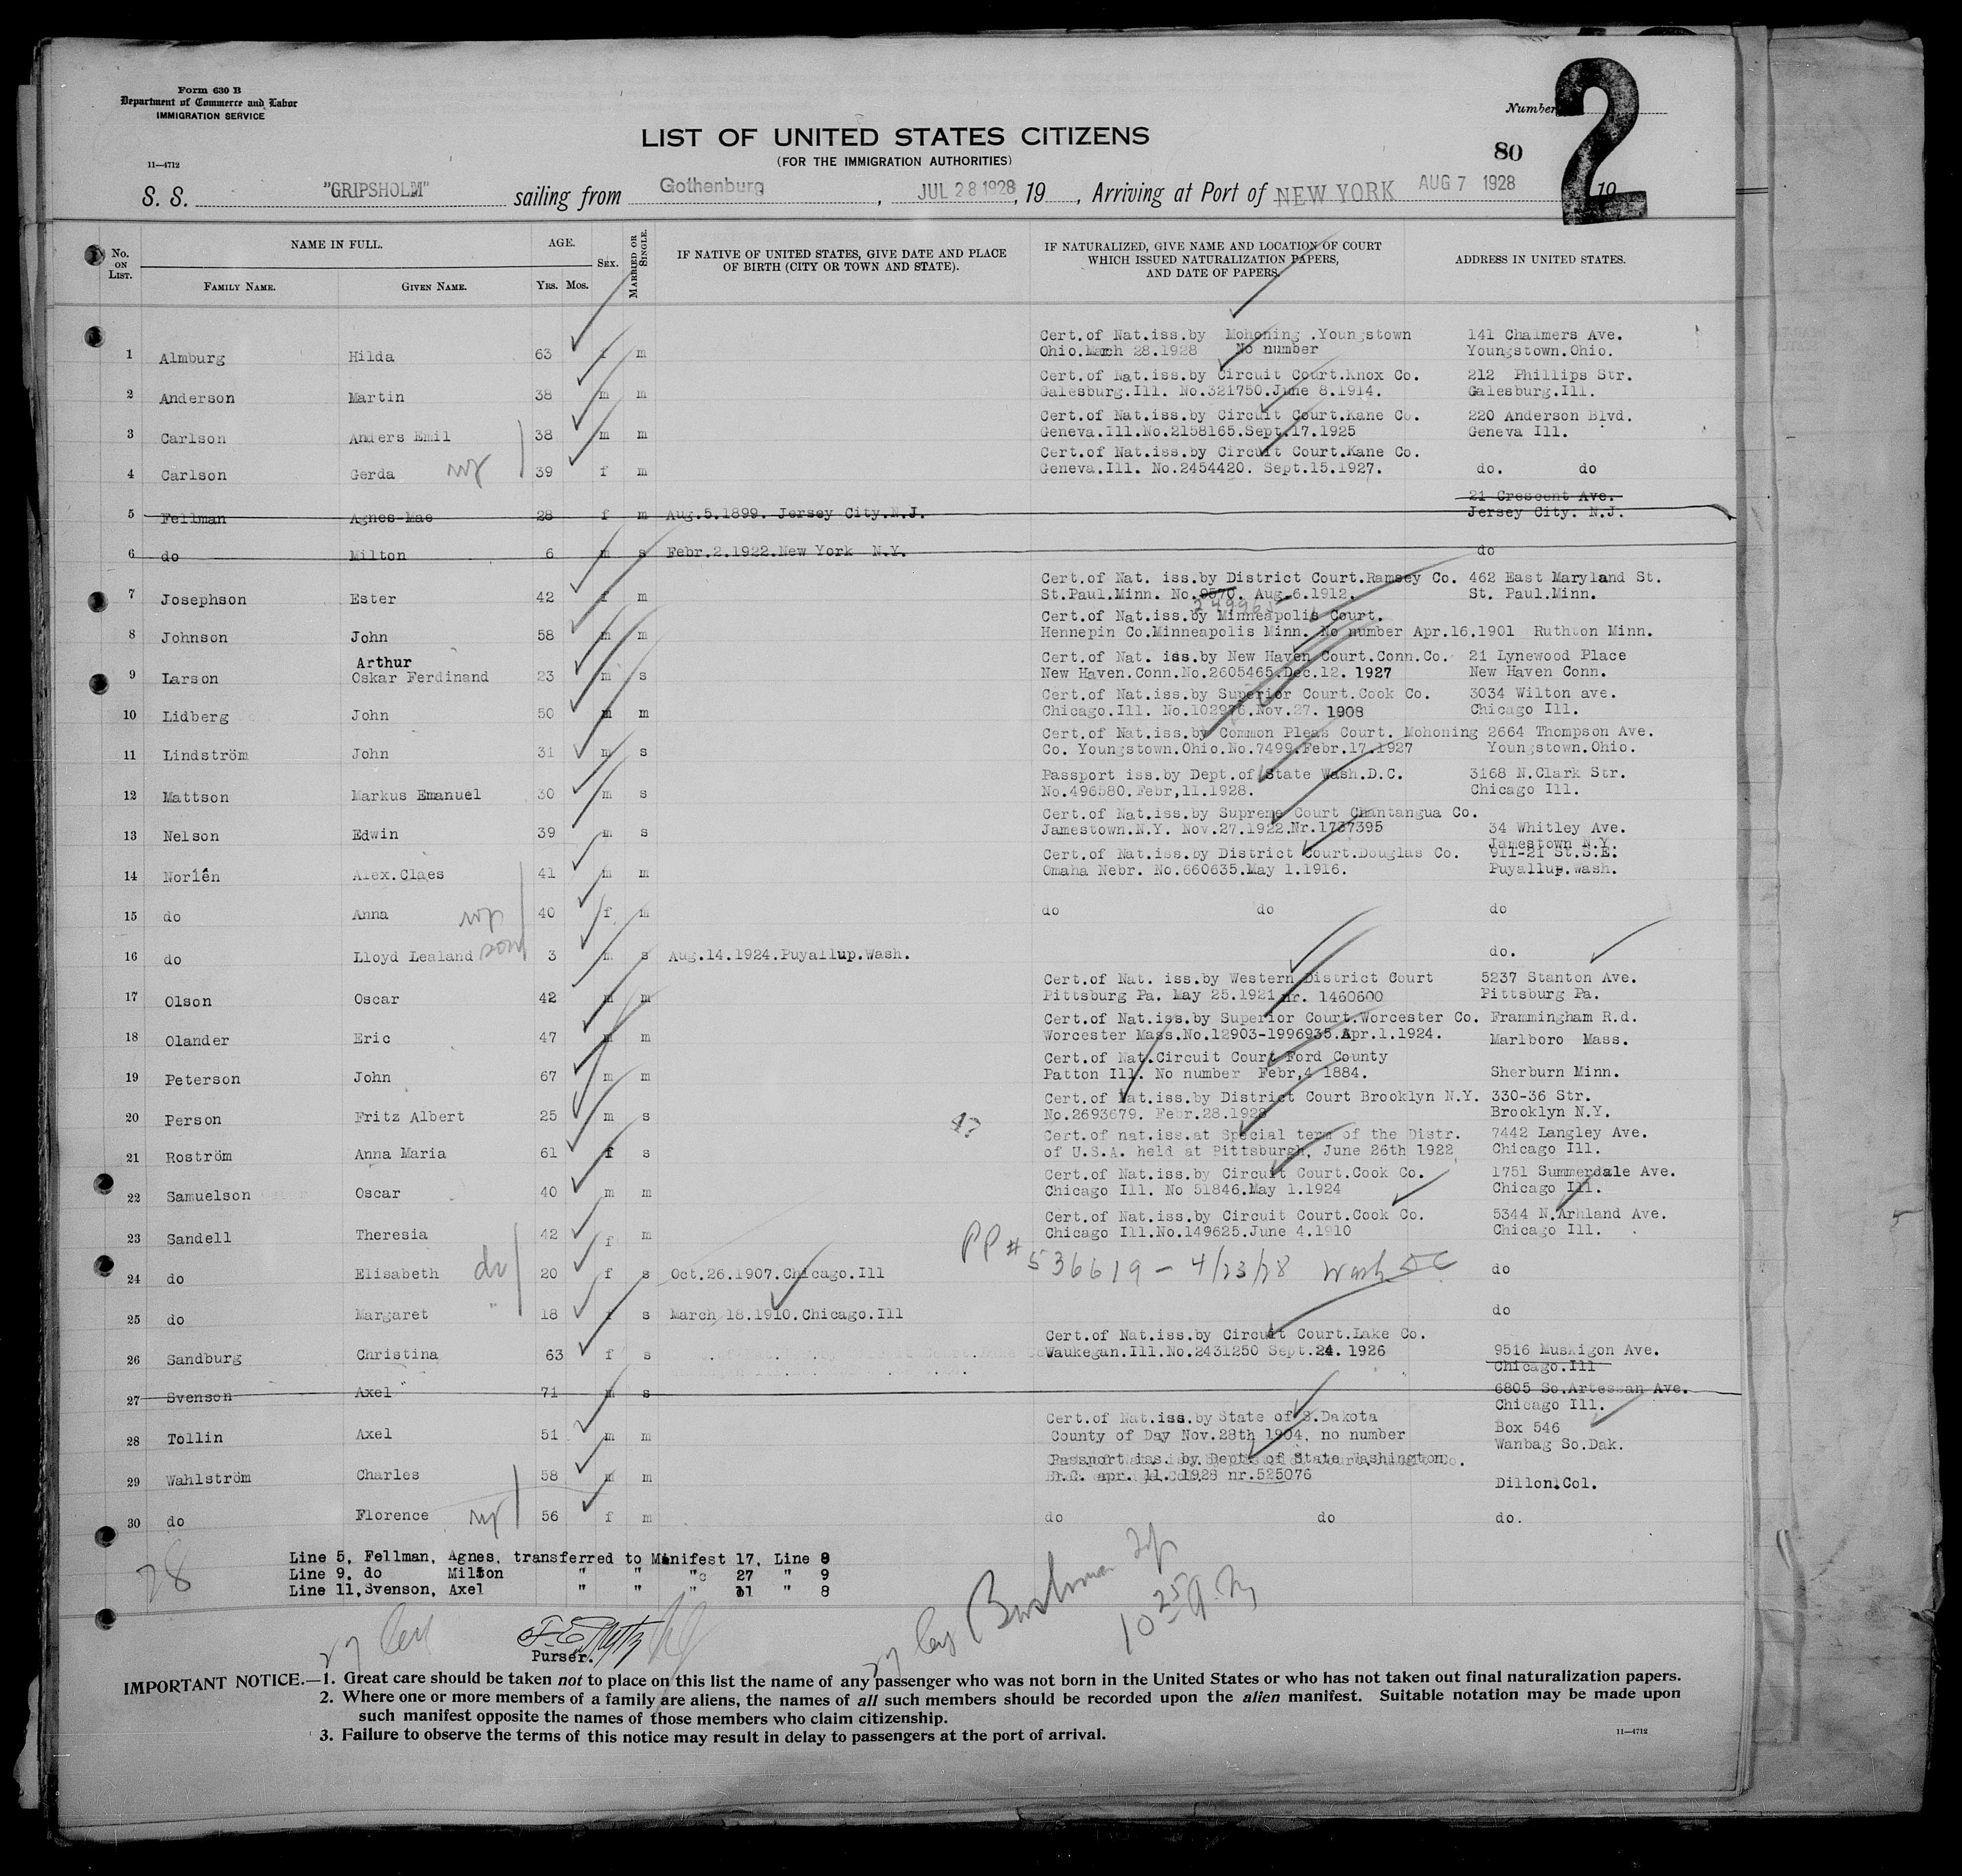 Form 630 B
Department of Commerce and Labor
IMMIGRATION SERVICE
11—4712
Number
2
LIST OF UNITED STATES CITIZENS
(FOR THE IMMIGRATION AUTHORITIES)
80
S. S. "GRIPSHOLM" sailing from Gothenburg, JUL 28 1928, 19 , Arriving at Port of NEW YORK AUG 7 1928 19
No. ON LIST. NAME IN FULL. AGE. SEX. MARRIED OR SINGLE. IF NATIVE OF UNITED STATES, GIVE DATE AND PLACE OF BIRTH (CITY OR TOWN AND STATE). IF NATURALIZED, GIVE NAME AND LOCATION OF COURT WHICH ISSUED NATURALIZATION PAPERS, AND DATE OF PAPERS. ADDRESS IN UNITED STATES.
FAMILY NAME. GIVEN NAME. YRS. MOS.
Cert.of Nat.iss.by Mohoning .Youngstown 141 Chalmers Ave.
1 Almburg Hilda 63 f m Ohio.March 28.1928 No number Youngstown.Ohio.
Cert.of Nat.iss.by Circuit Court.Knox Co. 212 Phillips Str.
2 Anderson Martin 38 m m Galesburg.Ill. No.321750.June 8.1914. Galesburg.Ill.
Cert.of Nat.iss.by Circuit Court.Kane Co. 220 Anderson Blvd.
3 Carlson Anders Emil 38 m m Geneva.Ill.No.2158165.Sept.17.1925 Geneva Ill.
Cert.of Nat.iss.by Circuit Court.Kane Co.
4 Carlson Gerda 39 f m Geneva.Ill. No.2454420. Sept.15.1927. do. do
21 Crescent Ave.
5 Fellman Agnes Mae 28 f m Aug.5.1899. Jersey City.N.J. Jersey City. N.J.
6 do Milton 6 m s Febr.2.1922.New York N.Y. do
Cert.of Nat. iss.by District Court.Ramsey Co. 462 East Maryland St.
7 Josephson Ester 42 f m St.Paul.Minn. No.9570. Aug.6.1912. St. Paul.Minn.
Cert.of Nat.iss.by Minneapolis Court.
8 Johnson John 58 m m Hennepin Co.Minneapolis Minn. No number Apr.16.1901 Ruthton Minn.
Arthur Cert.of Nat. iss.by New Haven Court.Conn.Co. 21 Lynewood Place
9 Larson Oskar Ferdinand 23 m s New Haven.Conn.No.2605465.Dec.12. 1927 New Haven Conn.
Cert.of Nat.iss.by Superior Court.Cook Co. 3034 Wilton ave.
10 Lidberg John 50 m m Chicago.Ill. No.102976.Nov.27. 1908 Chicago Ill.
Cert.of Nat.iss.by Common Pleas Court. Mohoning 2664 Thompson Ave.
11 Lindström John 31 m s Co. Youngstown.Ohio.No.7499.Febr.17.1927 Youngstown.Ohio.
Passport iss.by Dept.of State Wash.D.C. 3168 N.Clark Str.
12 Mattson Markus Emanuel 30 m s No.496580.Febr,11.1928. Chicago Ill.
Cert.of Nat.iss.by Supreme Court Chantangua Co.
13 Nelson Edwin 39 m s Jamestown.N.Y. Nov.27.1922.Nr.1737395 34 Whitley Ave.
Jamestown N.Y.
Cert.of Nat.iss.by District Court.Douglas Co. 911-21 St.S.E.
14 Norlén Alex.Claes 41 m m Omaha Nebr. No.660635.May 1.1916. Puyallup.Wash.
15 do Anna 40 f m do do do
16 do Lloyd Lealand son 3 m s Aug.14.1924.Puyallup.Wash. do.
Cert.of Nat. iss.by Western District Court 5237 Stanton Ave.
17 Olson Oscar 42 m m Pittsburg Pa. May 25.1921 nr. 1460600 Pittsburg Pa.
Cert.of Nat.iss.by Superior Court.Worcester Co. Frammingham R.d.
18 Olander Eric 47 m m Worcester Mass.No.12903-1996935.Apr.1.1924. Marlboro Mass.
Cert.of Nat.Circuit Court Ford County
19 Peterson John 67 m m Patton Ill. No number Febr,4 1884. Sherburn Minn.
Cert.of Nat.iss.by District Court Brooklyn N.Y. 330-36 Str.
20 Person Fritz Albert 25 m s No.2693679. Febr.28.1928 Brooklyn N.Y.
Cert.of nat.iss.at Special term of the Distr. 7442 Langley Ave.
21 Roström Anna Maria 61 f s of U.S.A. held at Pittsburgh, June 26th 1922 Chicago Ill.
Cert.of Nat.iss.by Circuit Court.Cook Co. 1751 Summerdale Ave.
22 Samuelson Oscar 40 m m Chicago Ill. No 51846.May 1.1924 Chicago Ill.
Cert.of Nat.iss.by Circuit Court.Cook Co. 5344 N.Arhland Ave.
23 Sandell Theresia 42 f m Chicago Ill.No.149625.June 4.1910 Chicago Ill.
24 do Elisabeth 20 f s Oct.26.1907.Chicago.Ill PP# 536619 - 4/23/28 Wash DC do
25 do Margaret 18 f s March 18.1910.Chicago.Ill do
Cert.of Nat.iss.by Circuit Court.Lake Co.
26 Sandburg Christina 63 f s Waukegan.Ill.No.2431250 Sept.24. 1926 9516 Muskigon Ave.
Chicago.Ill
27 Svenson Axel 71 m s 6805 So.Artesean Ave.
Chicago Ill.
Cert.of Nat.iss.by State of S.Dakota Box 546
28 Tollin Axel 51 m m County of Day Nov.28th 1904, no number Wanbag So.Dak.
Passport iss. by Dept. of State Washington
29 Wahlström Charles 58 m m D.C. apr. 11. 1928 nr.525076 Dillon.Col.
30 do Florence 56 f m do do do.
28
Line 5, Fellman, Agnes, transferred to Manifest 17, Line 8
Line 9, do Milton " " " 27 " 9
Line 11, Svenson, Axel " " " 11 " 8
10 25 A.M
Purser.
IMPORTANT NOTICE.—1. Great care should be taken not to place on this list the name of any passenger who was not born in the United States or who has not taken out final naturalization papers.
2. Where one or more members of a family are aliens, the names of all such members should be recorded upon the alien manifest. Suitable notation may be made upon
such manifest opposite the names of those members who claim citizenship.
3. Failure to observe the terms of this notice may result in delay to passengers at the port of arrival.
11—4712